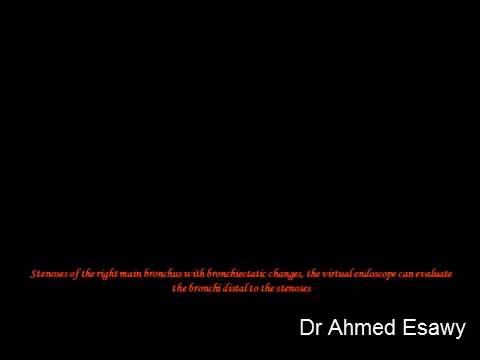 Stenoses of the right main bronchus with bronchiectatic changes, the virtual endoscope can evaluate
the bronchi distal to the stenoses
Dr Ahmed Esawy